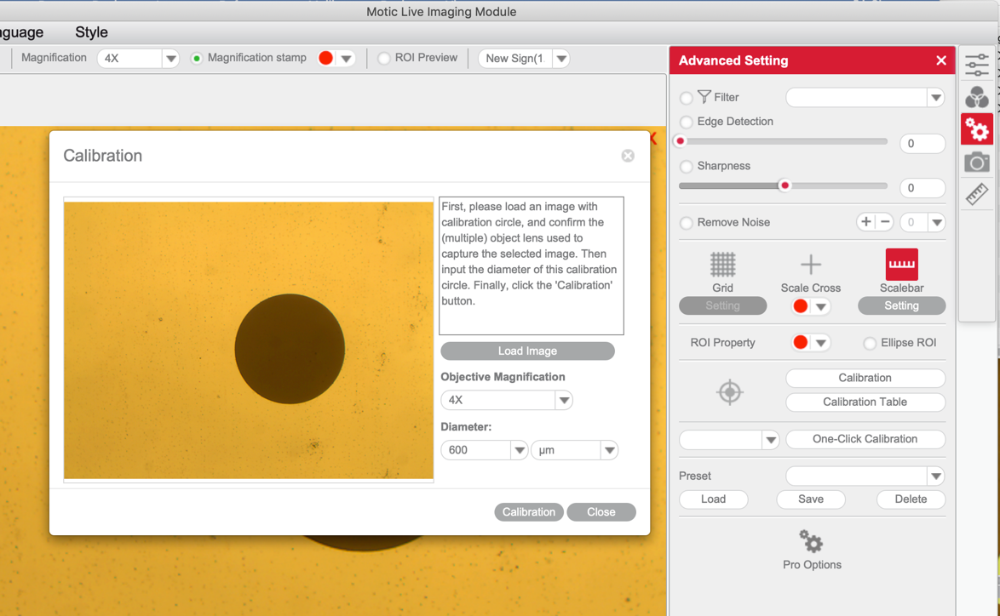 Motic Live Imaging Module
nguage Style
Magnification 4X Magnification stamp ROI Preview New Sign(1.
Advanced Setting
Filter
Edge Detection
0
Sharpness
0
Remove Noise + − 0
Grid Scale Cross Scalebar
Setting Setting
ROI Property Ellipse ROI
Calibration
Calibration Table
One-Click Calibration
Preset
Load Save Delete
Pro Options
X
Calibration
First, please load an image with
calibration circle, and confirm the
(multiple) object lens used to
capture the selected image. Then
input the diameter of this calibration
circle. Finally, click the 'Calibration'
button.
Load Image
Objective Magnification
4X
Diameter:
600 µm
Calibration Close